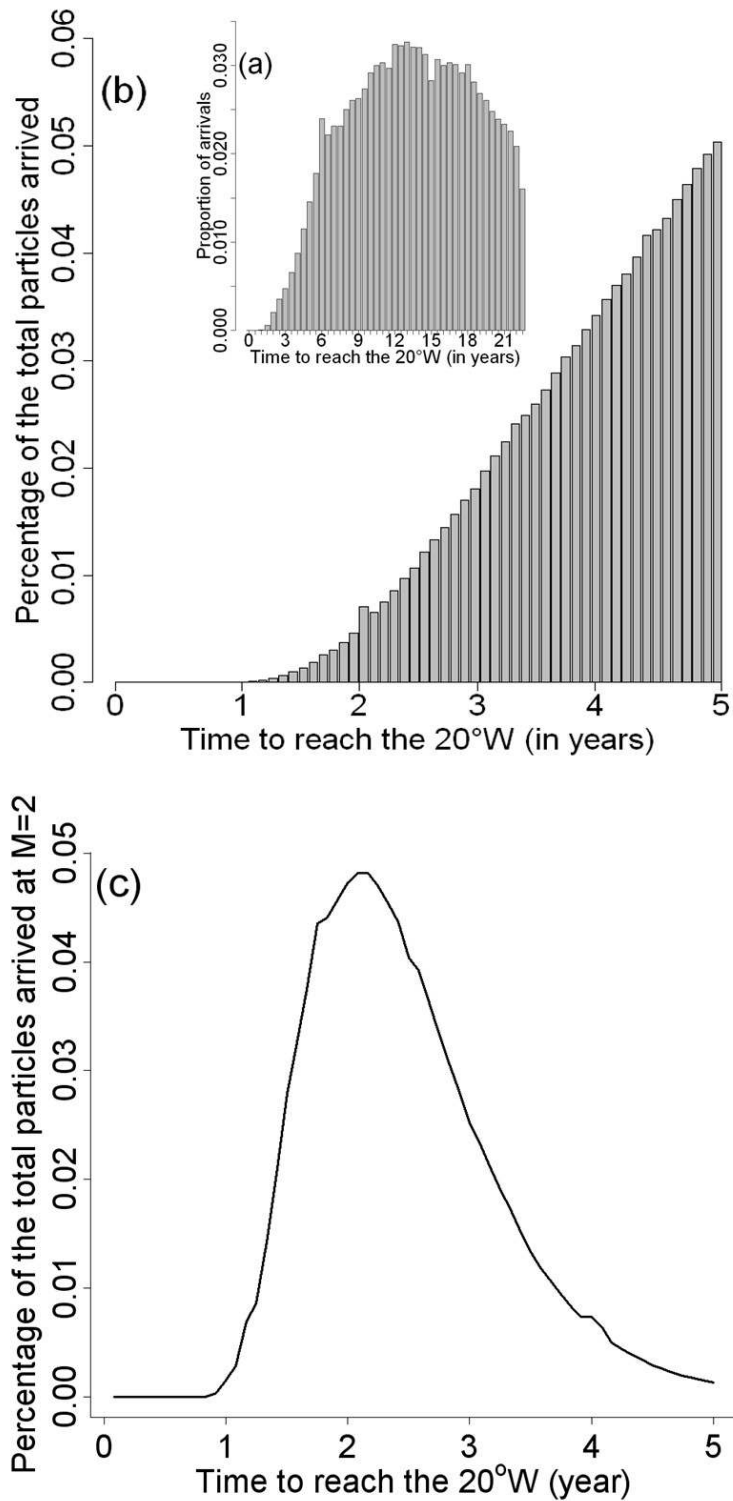 (b)
Percentage of the total particles arrived
0.06
0.05
0.04
0.03
0.02
0.01
0.00
0 1 2 3 4 5
Time to reach the 20°W (in years)
(a)
Proportion of arrivals
0.030
0.020
0.010
0.000
0 3 6 9 12 15 18 21
Time to reach the 20°W (in years)
(c)
Percentage of the total particles arrived at M=2
0.05
0.04
0.03
0.02
0.01
0.00
0 1 2 3 4 5
Time to reach the 20°W (year)